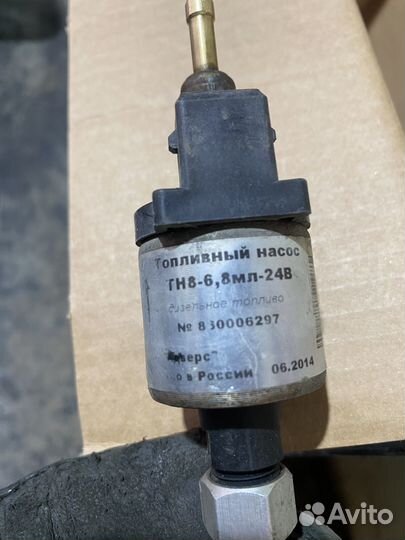 Топливный насос
ТН8-6,8мл-24В
дизельное топливо
№ 830006297
06.2014
в России
Avito